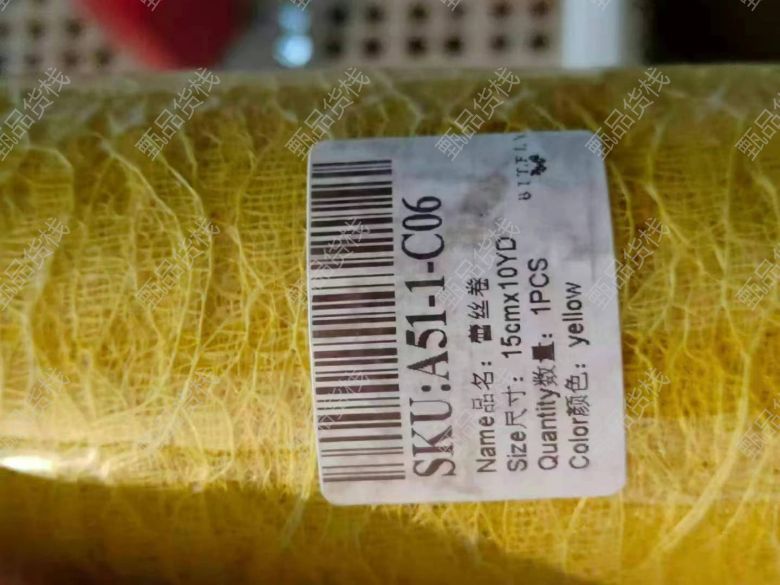 SKU:A51-1-C06
Name品名：蕾丝卷
Size尺寸：15cmx10YD
Quantity数量：1PCS
Color颜色：yellow
甄品货栈